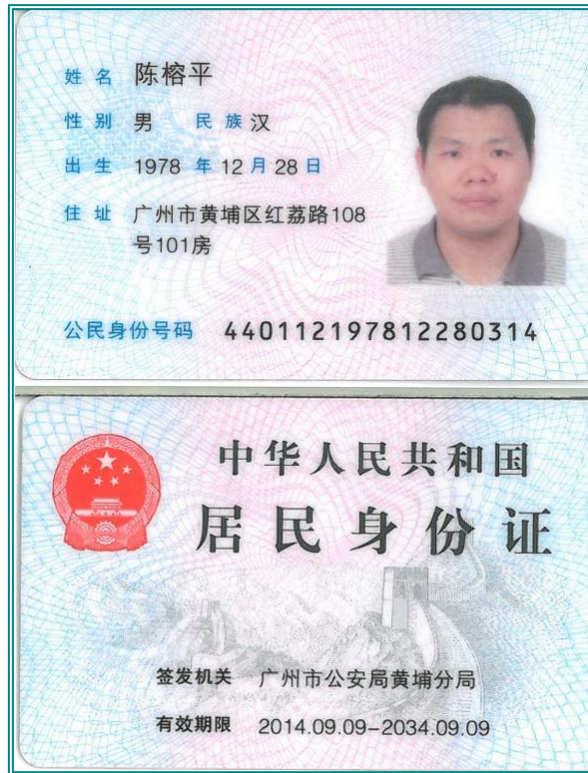 姓名 陈榕平
性别 男 民族 汉
出生 1978 年 12 月 28 日
住址 广州市黄埔区红荔路108
号101房
公民身份号码 440112197812280314
中华人民共和国
居民身份证
签发机关 广州市公安局黄埔分局
有效期限 2014.09.09-2034.09.09